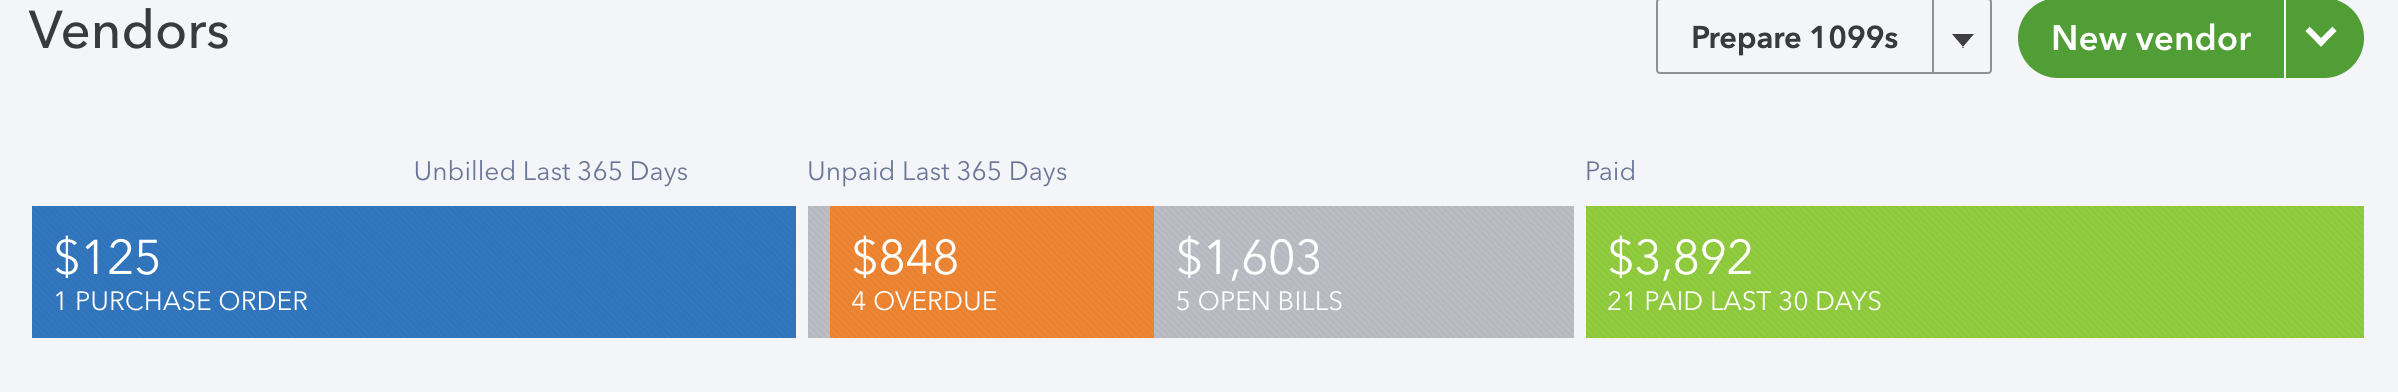 Vendors
Prepare 1099s
New vendor
Unbilled Last 365 Days
Unpaid Last 365 Days
Paid
$125
1 PURCHASE ORDER
$848
4 OVERDUE
$1,603
5 OPEN BILLS
$3,892
21 PAID LAST 30 DAYS